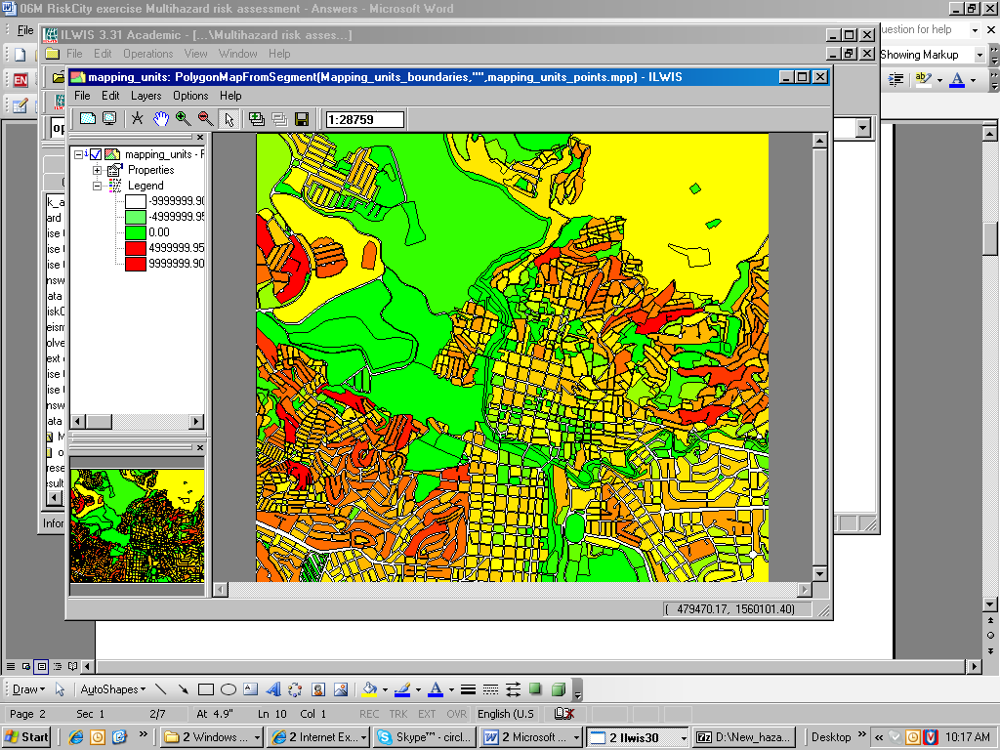 06M RiskCity exercise Multihazard risk assessment - Answers - Microsoft Word
File
uestion for help
ILWIS 3.31 Academic - [...\Multihazard risk asses...]
File Edit Operations View Window Help
Showing Markup
EN
mapping_units: PolygonMapFromSegment(Mapping_units_boundaries,"",mapping_units_points.mpp) - ILWIS
File Edit Layers Options Help
1:28759
op
mapping_units - F
Properties
Legend
-9999999.90
-4999999.95
0.00
4999999.95
9999999.90
k_a
ard
ise U
ise U
ise U
nsw
ata
iskC
eism
olve
ext
ise U
ise U
nsw
ata
M
o
rese
esult
Infor
( 479470.17, 1560101.40)
Draw AutoShapes
Page 2 Sec 1 2/7 At 4.9" Ln 10 Col 1 REC TRK EXT OVR English (U.S
Start » 2 Windows ... 2 Internet Ex... Skype™ - circl... 2 Microsoft ... 2 Ilwis30 D:\New_haza... Desktop » « 10:17 AM